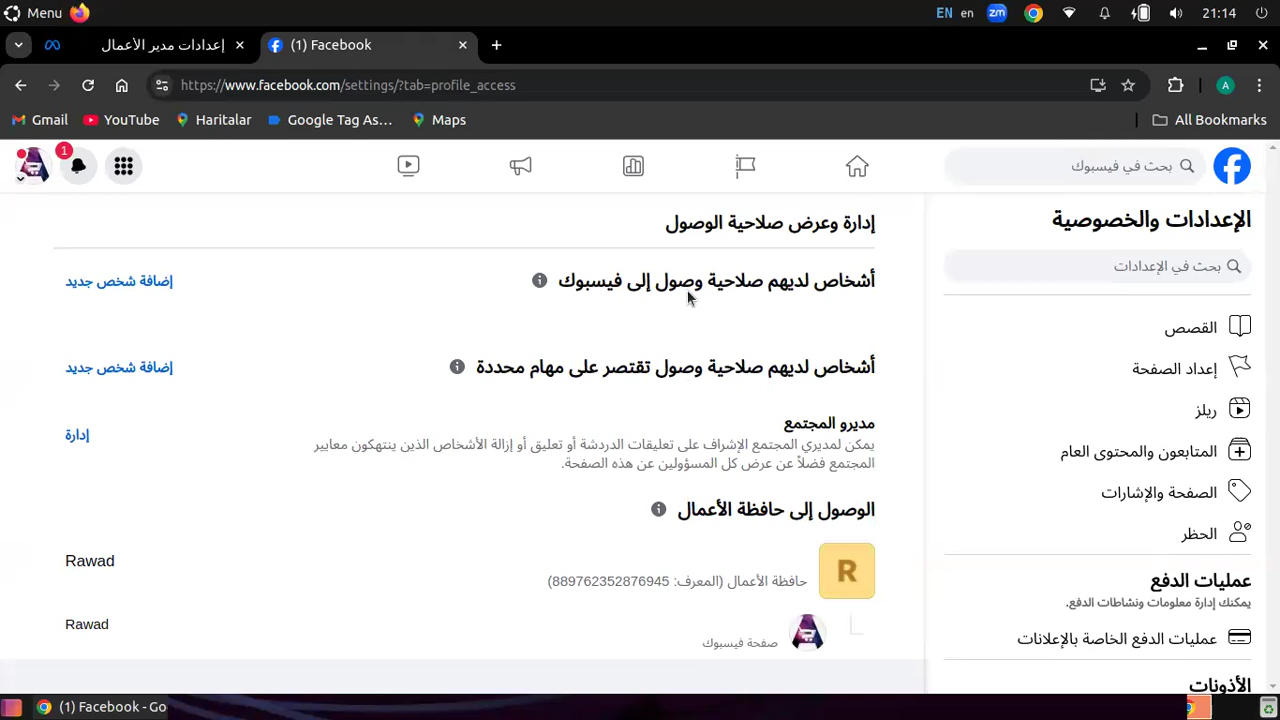 Menu
EN en zm 21:14
إعدادات مدير الأعمال
(1) Facebook
https://www.facebook.com/settings/?tab=profile_access
A
Gmail YouTube Haritalar Google Tag As... Maps All Bookmarks
1
بحث في فيسبوك
الإعدادات والخصوصية
بحث في الإعدادات
القصص
إعداد الصفحة
ريلز
المتابعون والمحتوى العام
الصفحة والإشارات
الحظر
عمليات الدفع
يمكنك إدارة معلومات ونشاطات الدفع.
عمليات الدفع الخاصة بالإعلانات
الأذونات
إدارة وعرض صلاحية الوصول
أشخاص لديهم صلاحية وصول إلى فيسبوك
إضافة شخص جديد
أشخاص لديهم صلاحية وصول تقتصر على مهام محددة
إضافة شخص جديد
مديرو المجتمع
إدارة
يمكن لمديري المجتمع الإشراف على تعليقات الدردشة أو تعليق أو إزالة الأشخاص الذين ينتهكون معايير
المجتمع فضلاً عن عرض كل المسؤولين عن هذه الصفحة.
الوصول إلى حافظة الأعمال
Rawad
R
حافظة الأعمال (المعرف: 889762352876945)
Rawad
صفحة فيسبوك
(1) Facebook - Go